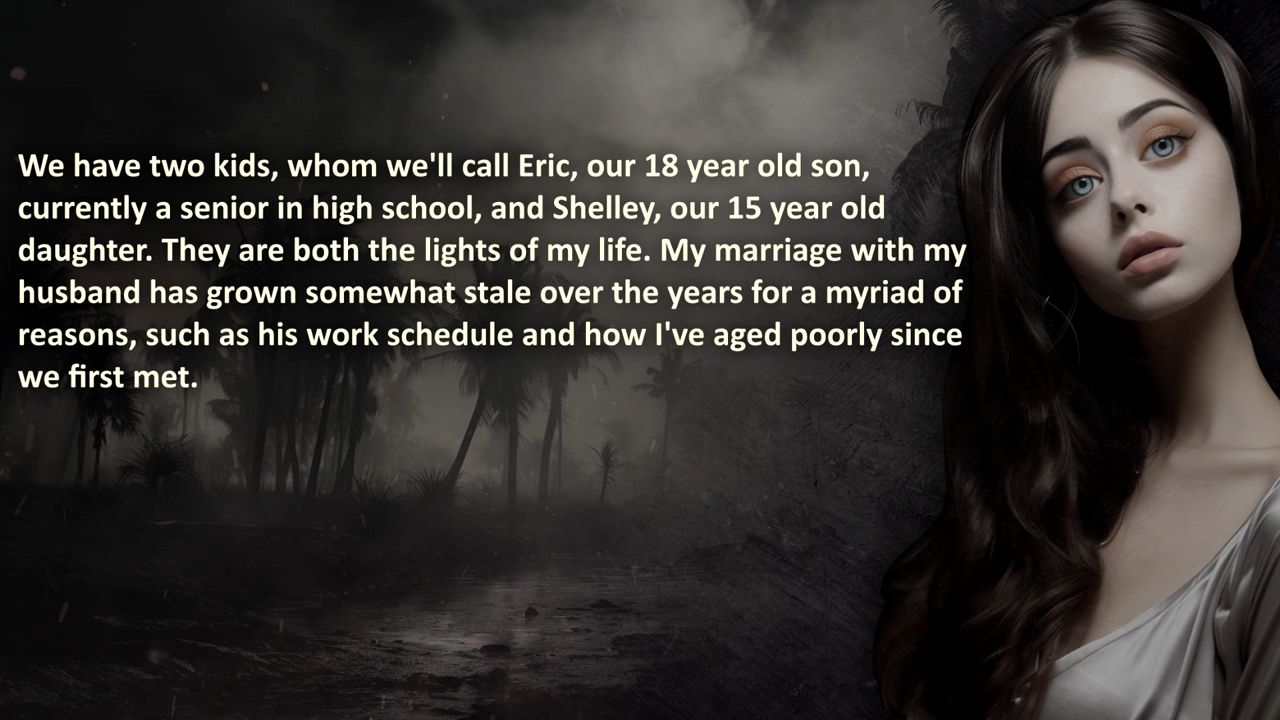 We have two kids, whom we'll call Eric, our 18 year old son,
currently a senior in high school, and Shelley, our 15 year old
daughter. They are both the lights of my life. My marriage with my
husband has grown somewhat stale over the years for a myriad of
reasons, such as his work schedule and how I've aged poorly since
we first met.